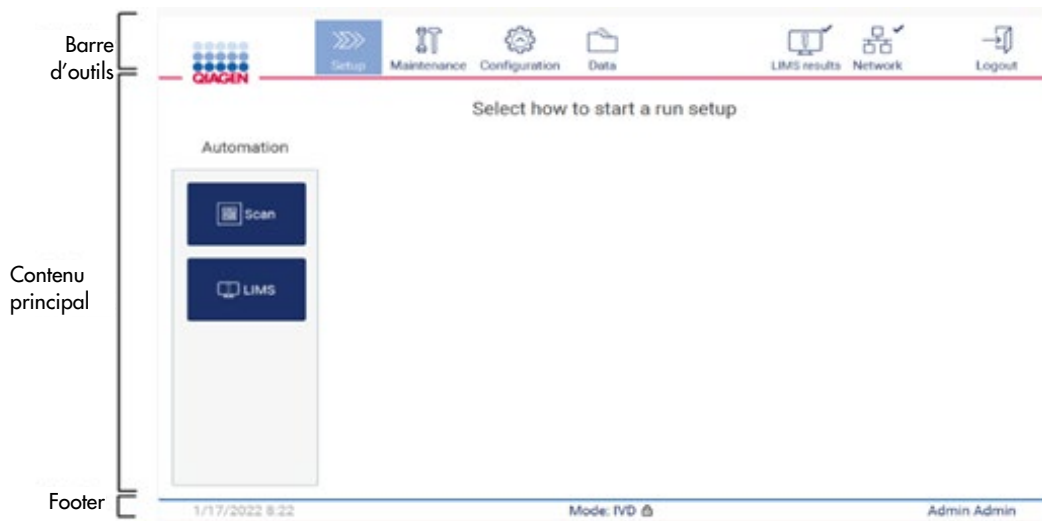 Barre
d'outils
QIAGEN
Setup
Maintenance
Configuration
Data
LIMS results
Network
Logout
Select how to start a run setup
Automation
Scan
LIMS
Contenu
principal
Footer
1/17/2022 8:22
Mode: IVD
Admin Admin